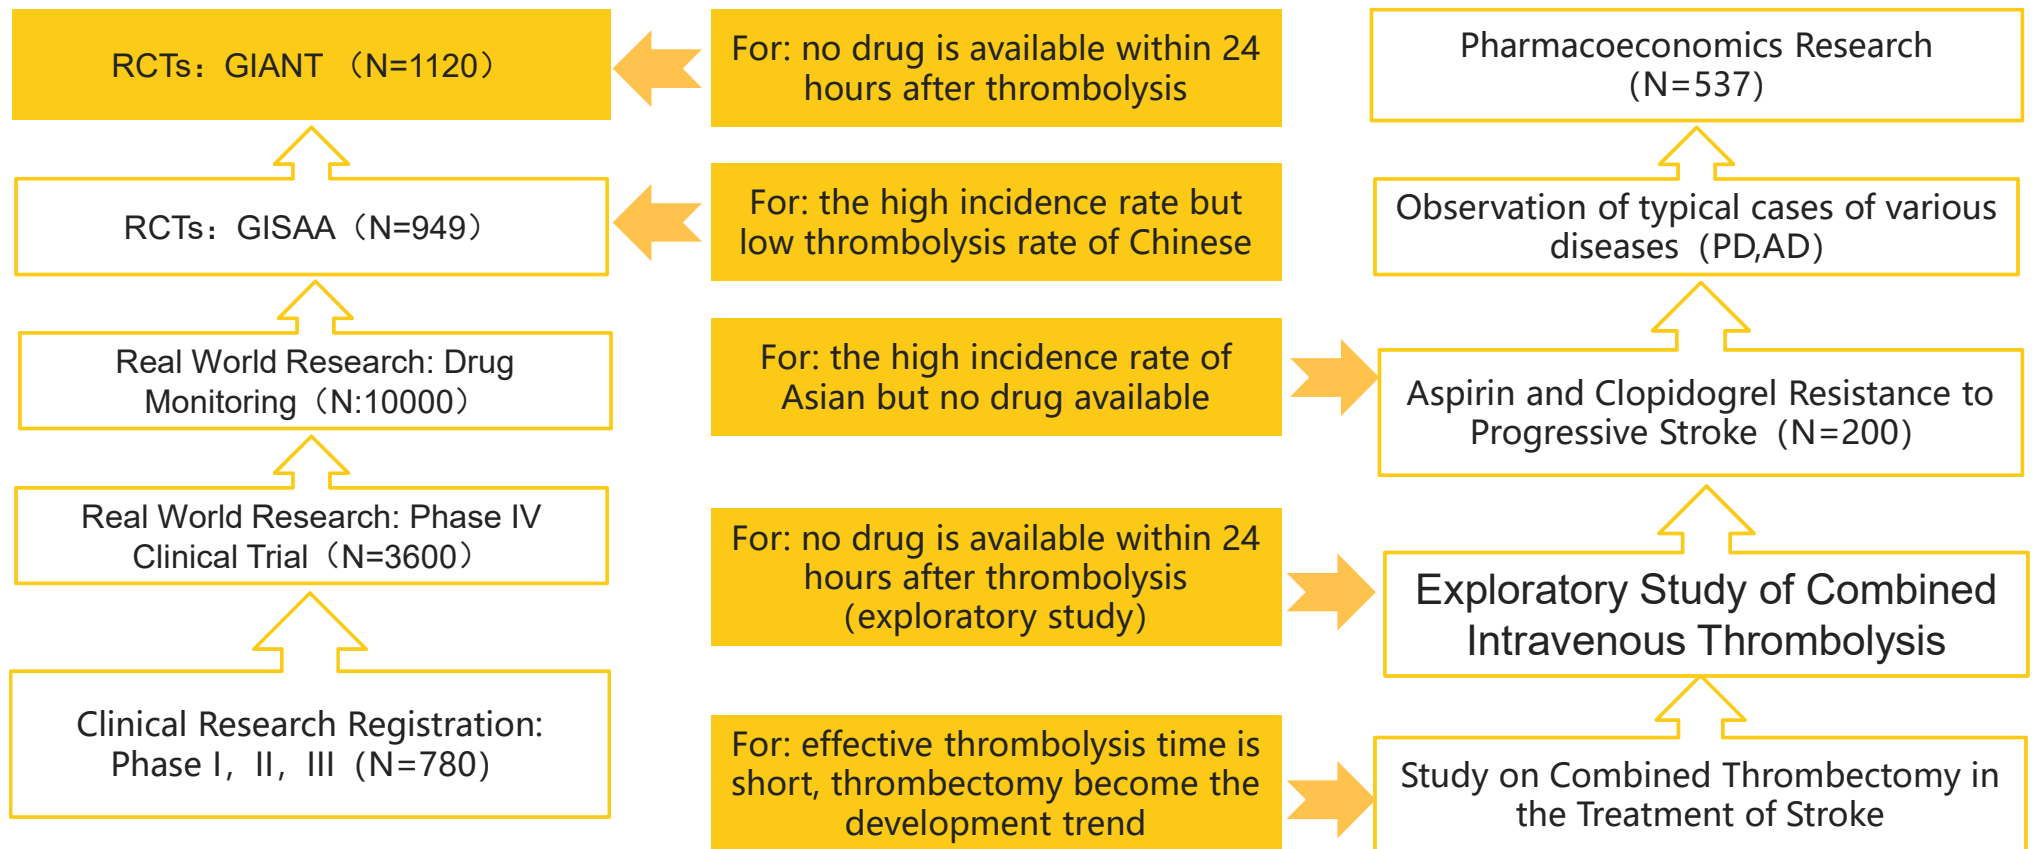 RCTs：GIANT（N=1120）
RCTs：GISAA（N=949）
Real World Research: Drug
Monitoring（N:10000）
Real World Research: Phase IV
Clinical Trial（N=3600）
Clinical Research Registration:
Phase I，II，III（N=780）
For: no drug is available within 24
hours after thrombolysis
For: the high incidence rate but
low thrombolysis rate of Chinese
For: the high incidence rate of
Asian but no drug available
For: no drug is available within 24
hours after thrombolysis
（exploratory study）
For: effective thrombolysis time is
short, thrombectomy become the
development trend
Pharmacoeconomics Research
（N=537）
Observation of typical cases of various
diseases（PD,AD）
Aspirin and Clopidogrel Resistance to
Progressive Stroke（N=200）
Exploratory Study of Combined
Intravenous Thrombolysis
Study on Combined Thrombectomy in
the Treatment of Stroke